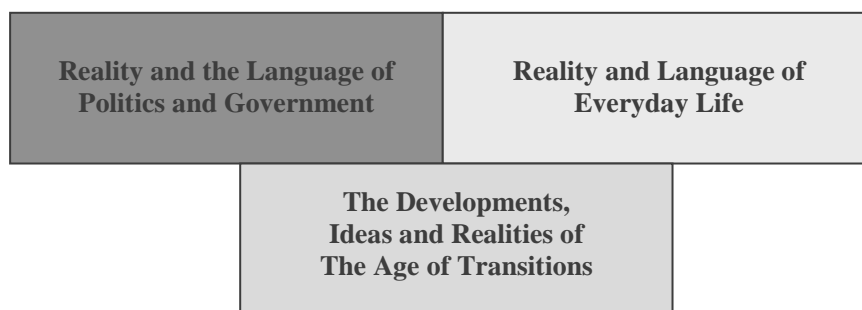 Reality and the Language of
Politics and Government
Reality and Language of
Everyday Life
The Developments,
Ideas and Realities of
The Age of Transitions